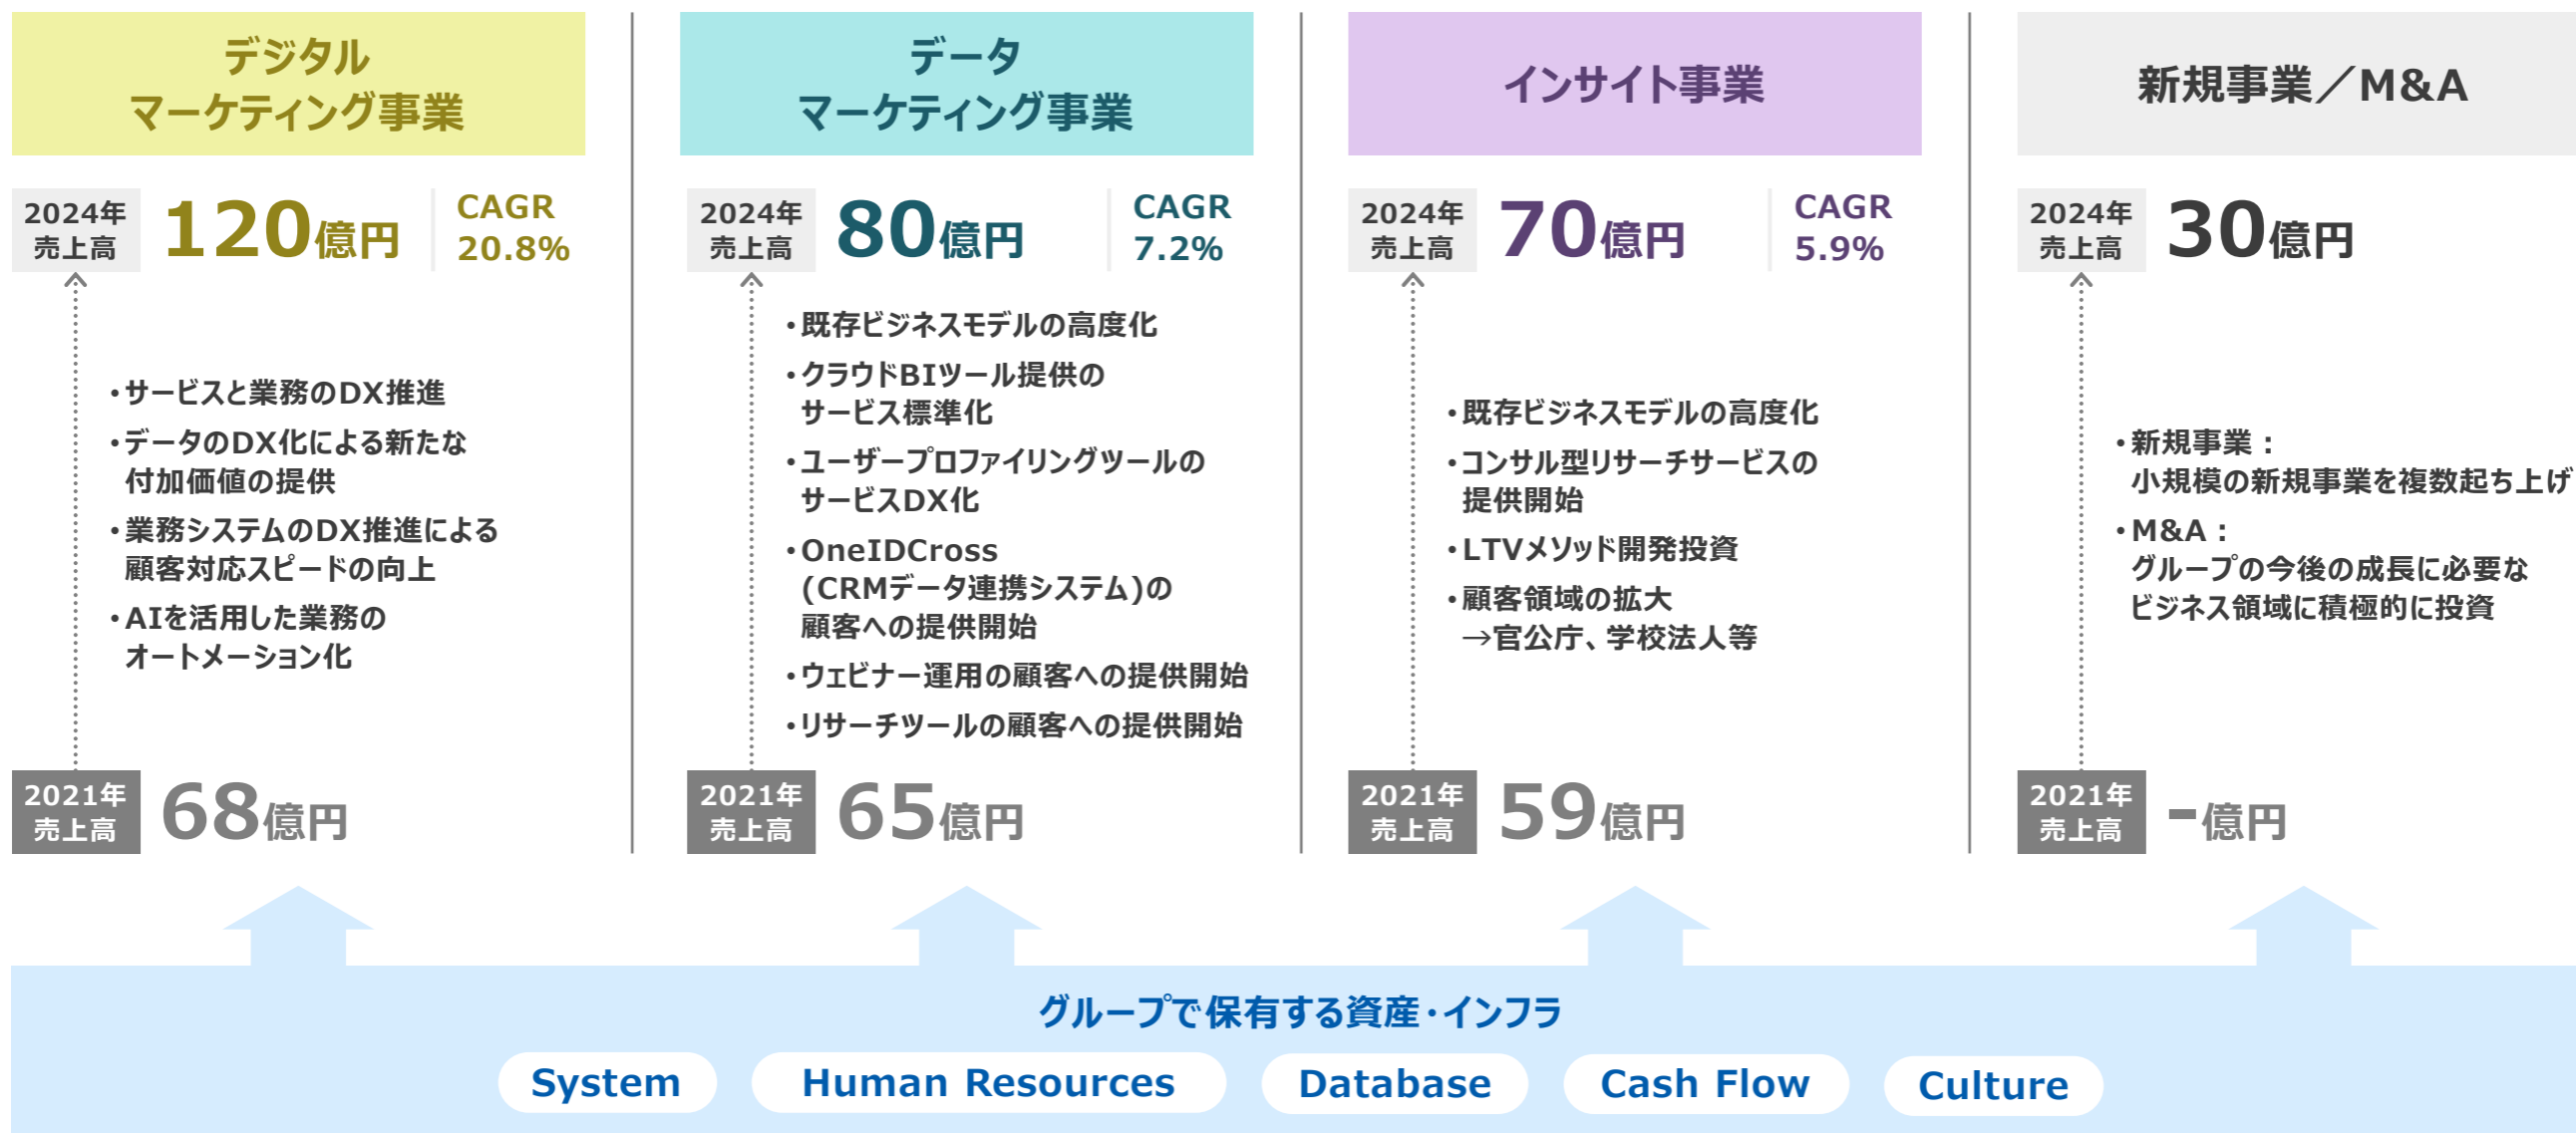 デジタル
マーケティング事業
2024年
売上高
120億円
CAGR
20.8%
・サービスと業務のDX推進
・データのDX化による新たな
付加価値の提供
・業務システムのDX推進による
顧客対応スピードの向上
・AIを活用した業務の
オートメーション化
2021年
売上高
68億円
データ
マーケティング事業
2024年
売上高
80億円
CAGR
7.2%
・既存ビジネスモデルの高度化
・クラウドBIツール提供の
サービス標準化
・ユーザープロファイリングツールの
サービスDX化
・OneIDCross
(CRMデータ連携システム)の
顧客への提供開始
・ウェビナー運用の顧客への提供開始
・リサーチツールの顧客への提供開始
2021年
売上高
65億円
インサイト事業
2024年
売上高
70億円
CAGR
5.9%
・既存ビジネスモデルの高度化
・コンサル型リサーチサービスの
提供開始
・LTVメソッド開発投資
・顧客領域の拡大
→官公庁、学校法人等
2021年
売上高
59億円
新規事業／M&A
2024年
売上高
30億円
・新規事業：
小規模の新規事業を複数起ち上げ
・M&A：
グループの今後の成長に必要な
ビジネス領域に積極的に投資
2021年
売上高
-億円
グループで保有する資産・インフラ
System
Human Resources
Database
Cash Flow
Culture